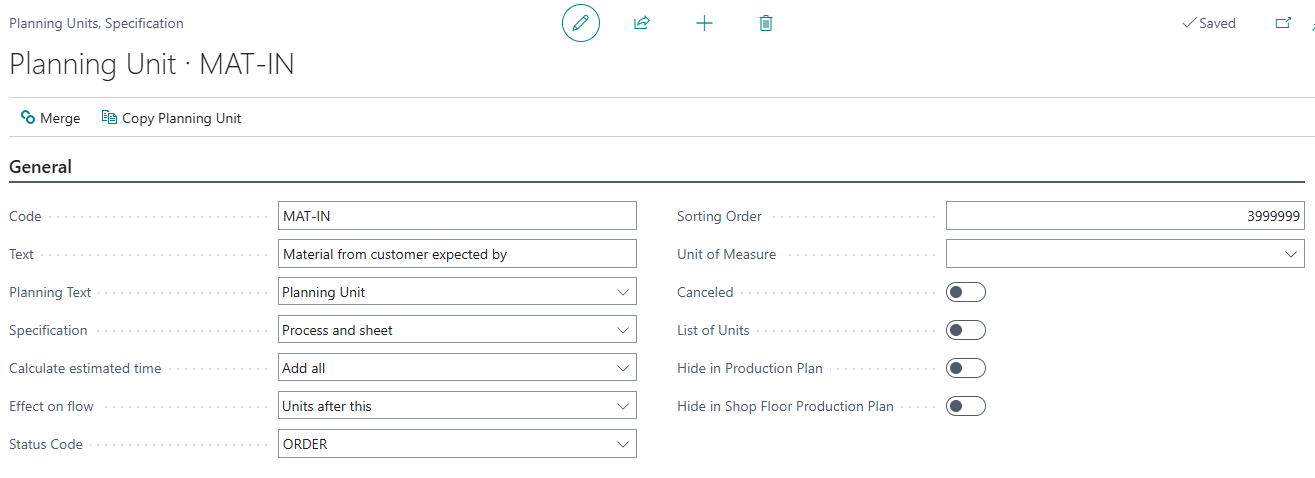 Planning Units, Specification
Saved
Planning Unit · MAT-IN
Merge
Copy Planning Unit
General
Code
MAT-IN
Text
Material from customer expected by
Planning Text
Planning Unit
Specification
Process and sheet
Calculate estimated time
Add all
Effect on flow
Units after this
Status Code
ORDER
Sorting Order
3999999
Unit of Measure
Canceled
List of Units
Hide in Production Plan
Hide in Shop Floor Production Plan